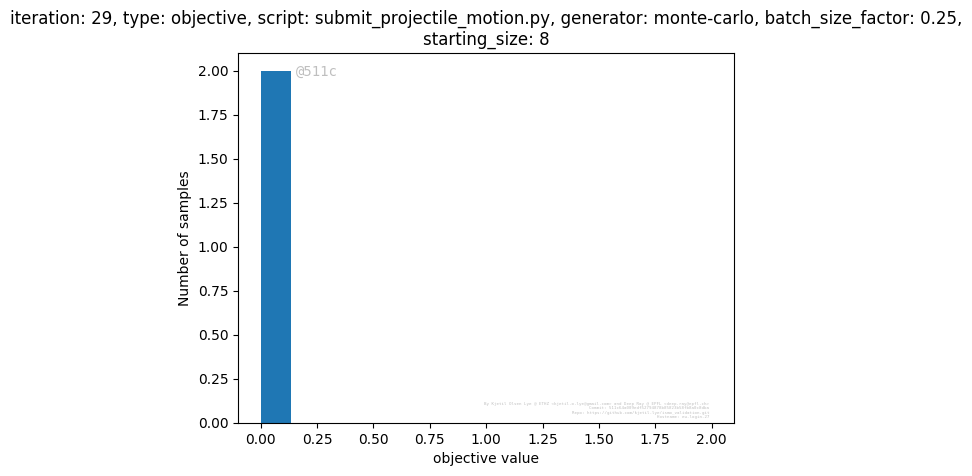 iteration: 29, type: objective, script: submit_projectile_motion.py, generator: monte-carlo, batch_size_factor: 0.25,
starting_size: 8
2.00
@511c
1.75
1.50
1.25
1.00
0.75
0.50
0.25
0.00
Number of samples
0.00 0.25 0.50 0.75 1.00 1.25 1.50 1.75 2.00
objective value